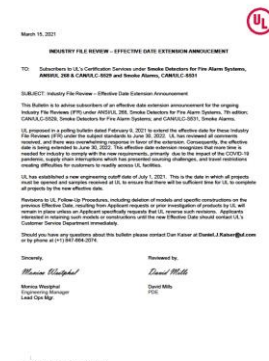 UL
March 15, 2021
INDUSTRY FILE REVIEW – EFFECTIVE DATE EXTENSION ANNOUCEMENT
TO: Subscribers to UL's Certification Services under Smoke Detectors for Fire Alarm Systems,
ANSI/UL 268 & CAN/ULC-S529 and Smoke Alarms, CAN/ULC-S531
SUBJECT: Industry File Review – Effective Date Extension Announcement
This Bulletin is to advise subscribers of an effective date extension announcement for the ongoing
Industry File Reviews (IFR) under ANSI/UL 268, Smoke Detectors for Fire Alarm Systems, 7th edition,
CAN/ULC-S529, Smoke Detectors for Fire Alarm Systems, and CAN/ULC-S531, Smoke Alarms.
UL proposed in a polling bulletin dated February 5, 2021 to extend the effective date for these Industry
File Reviews (IFR) under the subject standards to June 30, 2022. UL has reviewed all comments
received, and there was overwhelming response in favor of the extension. Consequently, the effective
date is being extended to June 30, 2022. This effective date extension recognizes that more time is
needed for industry to comply with the new requirements, primarily due to the impact of the COVID-19
pandemic, supply chain interruptions which has presented sourcing challenges, and travel restrictions
creating difficulties for customers to readily access UL facilities.
UL has established a new engineering cutoff date of July 1, 2021. This is the date in which all projects
must be opened and samples received at UL to ensure that there will be sufficient time for UL to complete
all projects by the new effective date.
Revisions to UL Follow-Up Procedures, including deletion of models and specific constructions on the
previous Effective Date, resulting from Applicant requests or prior investigation of products by UL will
remain in place unless an Applicant specifically requests that UL reverse such revisions. Applicants
interested in retaining such models or constructions until the new Effective Date should contact UL's
Customer Service Department immediately.
Should you have any questions about this bulletin please contact Dan Kaiser at Daniel.J.Kaiser@ul.com
or by phone at (+1) 847-664-2074.
Sincerely, Reviewed by,
Monica Westphal David Mills
Monica Westphal David Mills
Engineering Manager PDE
Lead Ops Mgr